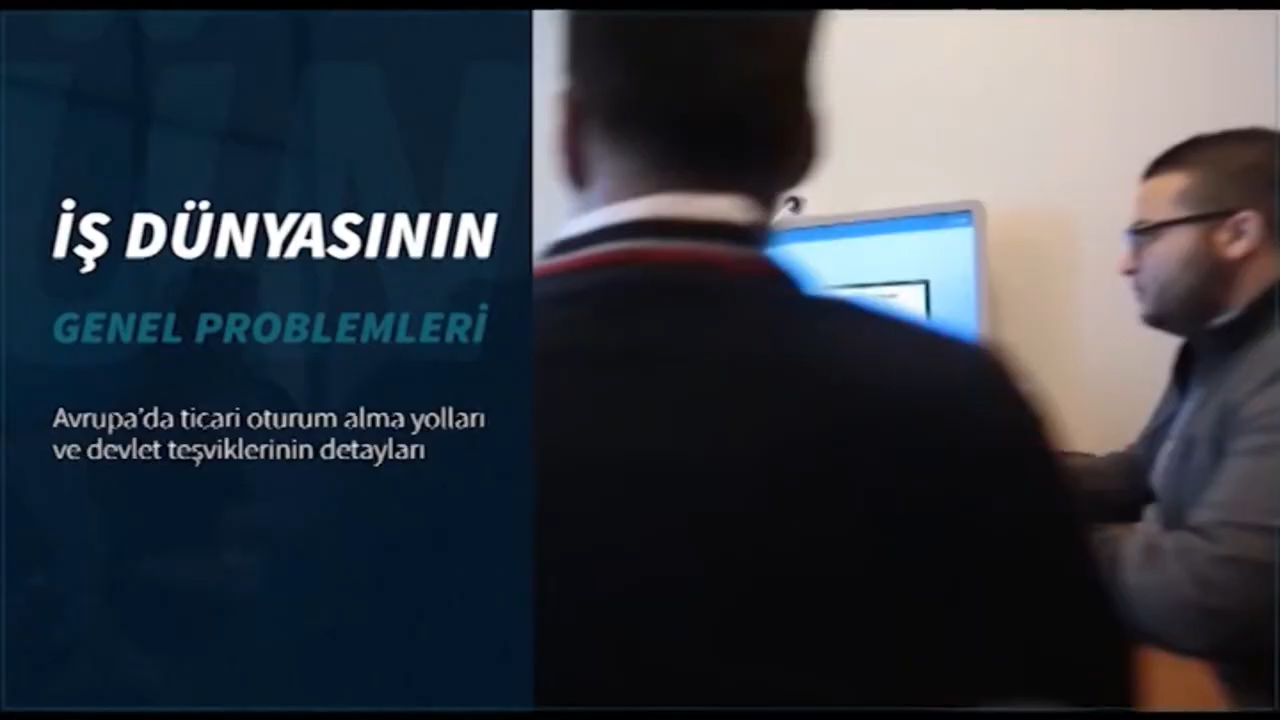 İŞ DÜNYASININ
GENEL PROBLEMLERİ
Avrupa'da ticari oturum alma yolları
ve devlet teşviklerinin detayları